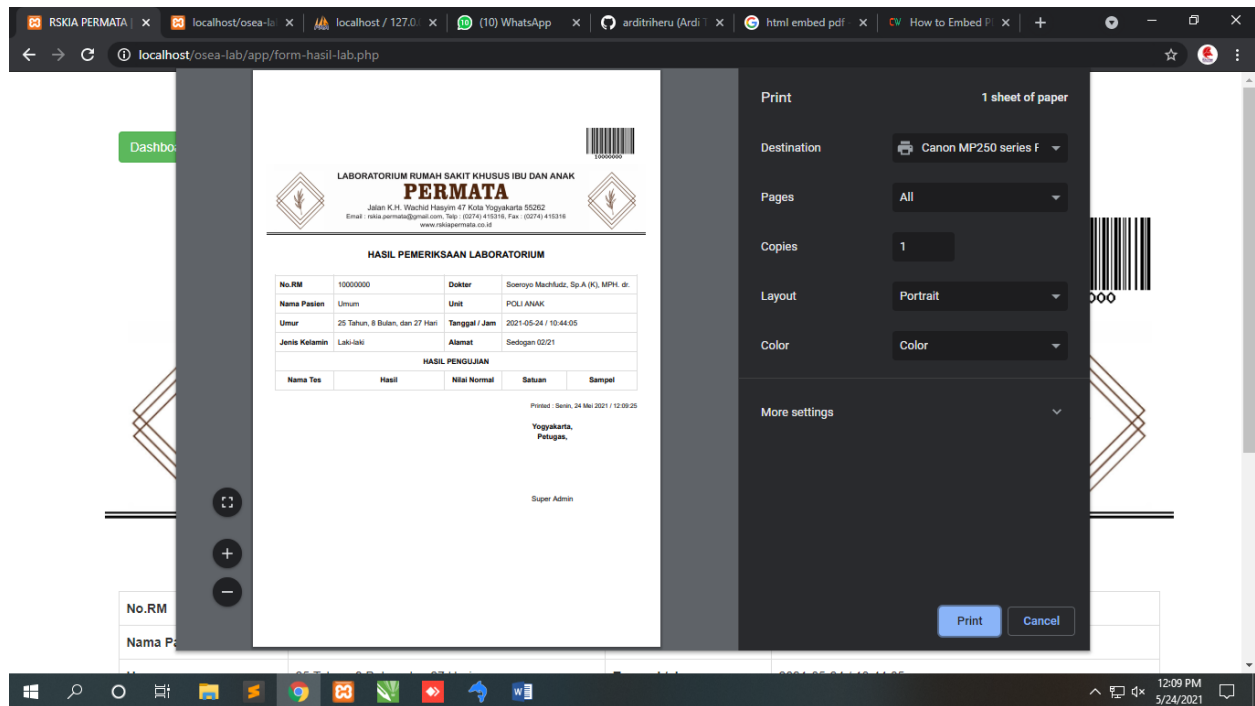 RSKIA PERMATA |
localhost/osea-la
localhost / 127.0.
(10) WhatsApp
arditriheru (Ardi T
html embed pdf -
CW How to Embed P
localhost/osea-lab/app/form-hasil-lab.php
Dashbo
10000000
LABORATORIUM RUMAH SAKIT KHUSUS IBU DAN ANAK
PERMATA
Jalan K.H. Wachid Hasyim 47 Kota Yogyakarta 55262
Email : rskia.permata@gmail.com, Telp : (0274) 415316, Fax : (0274) 415316
www.rskiapermata.co.id
HASIL PEMERIKSAAN LABORATORIUM
No.RM 10000000 Dokter Soeroyo Machfudz, Sp.A (K), MPH. dr.
Nama Pasien Umum Unit POLI ANAK
Umur 25 Tahun, 8 Bulan, dan 27 Hari Tanggal / Jam 2021-05-24 / 10:44:05
Jenis Kelamin Laki-laki Alamat Sedogan 02/21
HASIL PENGUJIAN
Nama Tes Hasil Nilai Normal Satuan Sampel
Printed : Senin, 24 Mei 2021 / 12:09:25
Yogyakarta,
Petugas,
Super Admin
Print 1 sheet of paper
Destination Canon MP250 series F
Pages All
Copies 1
Layout Portrait
Color Color
More settings
Print Cancel
000
No.RM
Nama Pa
12:09 PM
5/24/2021